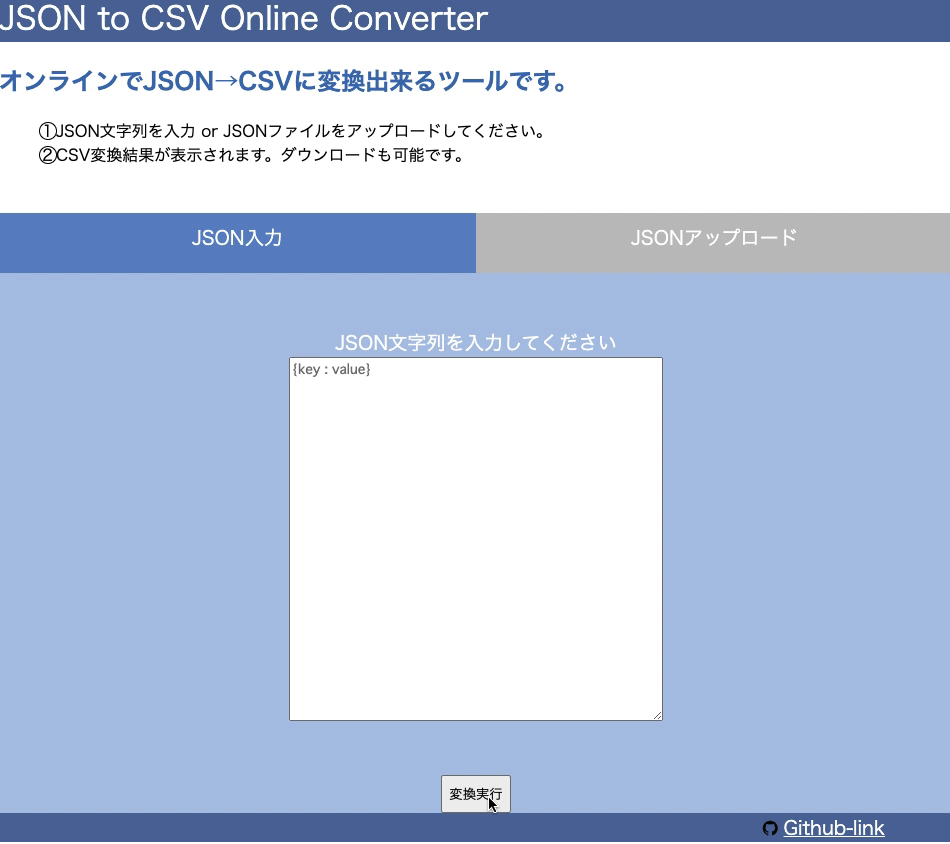 JSON to CSV Online Converter
オンラインでJSON→CSVに変換出来るツールです。
①JSON文字列を入力 or JSONファイルをアップロードしてください。
②CSV変換結果が表示されます。ダウンロードも可能です。
JSON入力
JSONアップロード
JSON文字列を入力してください
{key : value}
変換実行
Github-link